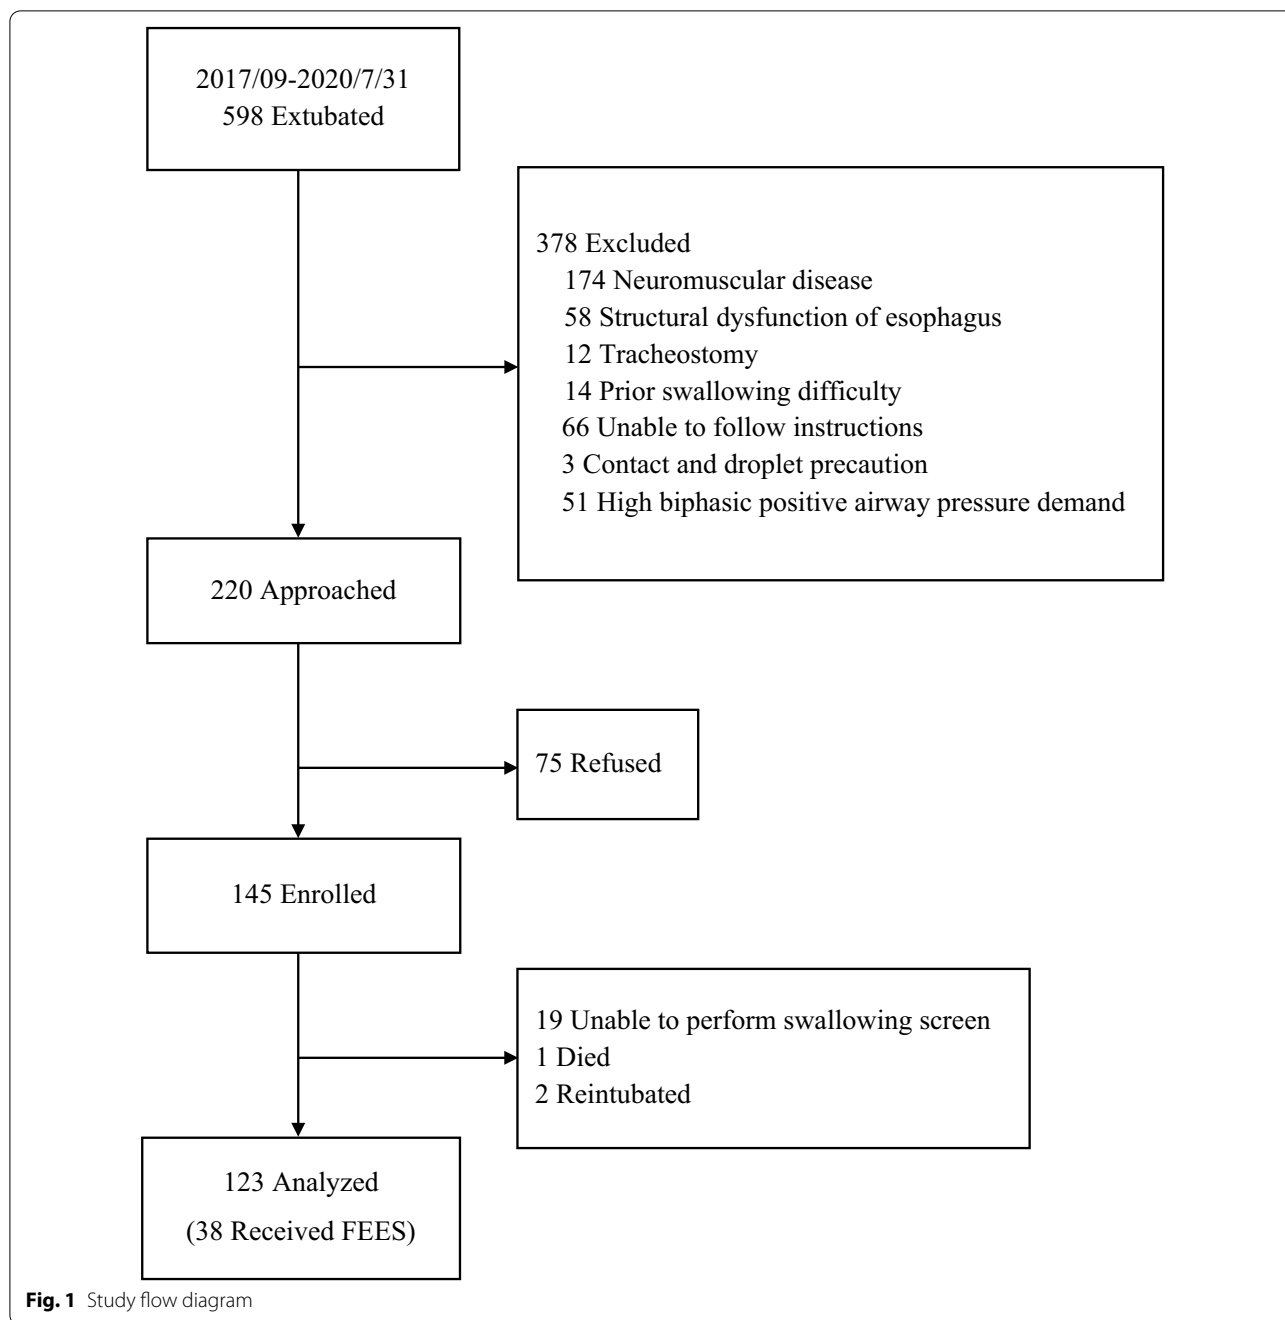 2017/09-2020/7/31
598 Extubated
378 Excluded
174 Neuromuscular disease
58 Structural dysfunction of esophagus
12 Tracheostomy
14 Prior swallowing difficulty
66 Unable to follow instructions
3 Contact and droplet precaution
51 High biphasic positive airway pressure demand
220 Approached
75 Refused
145 Enrolled
19 Unable to perform swallowing screen
1 Died
2 Reintubated
123 Analyzed
(38 Received FEES)
Fig. 1 Study flow diagram